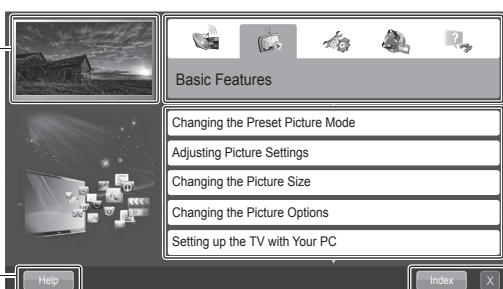 Basic Features
Changing the Preset Picture Mode
Adjusting Picture Settings
Changing the Picture Size
Changing the Picture Options
Setting up the TV with Your PC
Help
Index
X